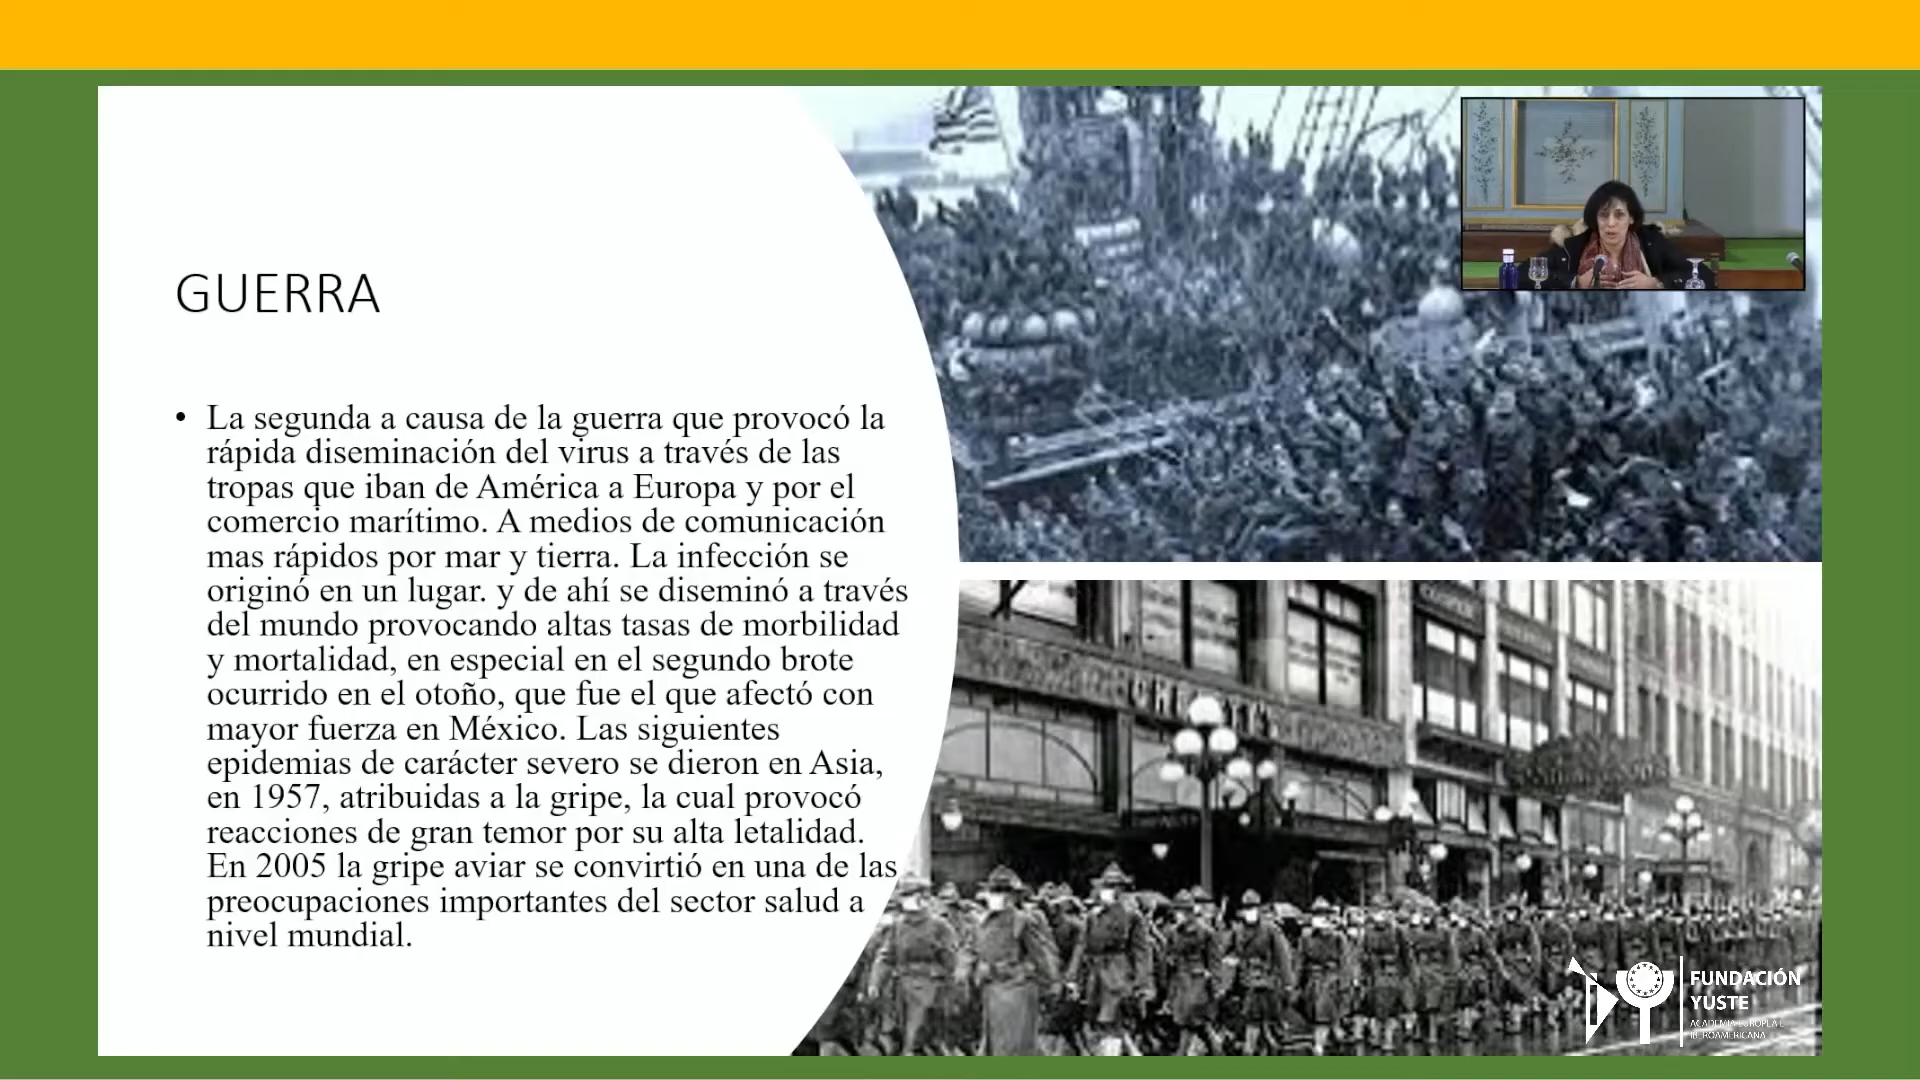 GUERRA
• La segunda a causa de la guerra que provocó la
rápida diseminación del virus a través de las
tropas que iban de América a Europa y por el
comercio marítimo. A medios de comunicación
mas rápidos por mar y tierra. La infección se
originó en un lugar. y de ahí se diseminó a través
del mundo provocando altas tasas de morbilidad
y mortalidad, en especial en el segundo brote
ocurrido en el otoño, que fue el que afectó con
mayor fuerza en México. Las siguientes
epidemias de carácter severo se dieron en Asia,
en 1957, atribuidas a la gripe, la cual provocó
reacciones de gran temor por su alta letalidad.
En 2005 la gripe aviar se convirtió en una de las
preocupaciones importantes del sector salud a
nivel mundial.
FUNDACIÓN
YUSTE
ACADEMIA EUROPEA E
IBEROAMERICANA